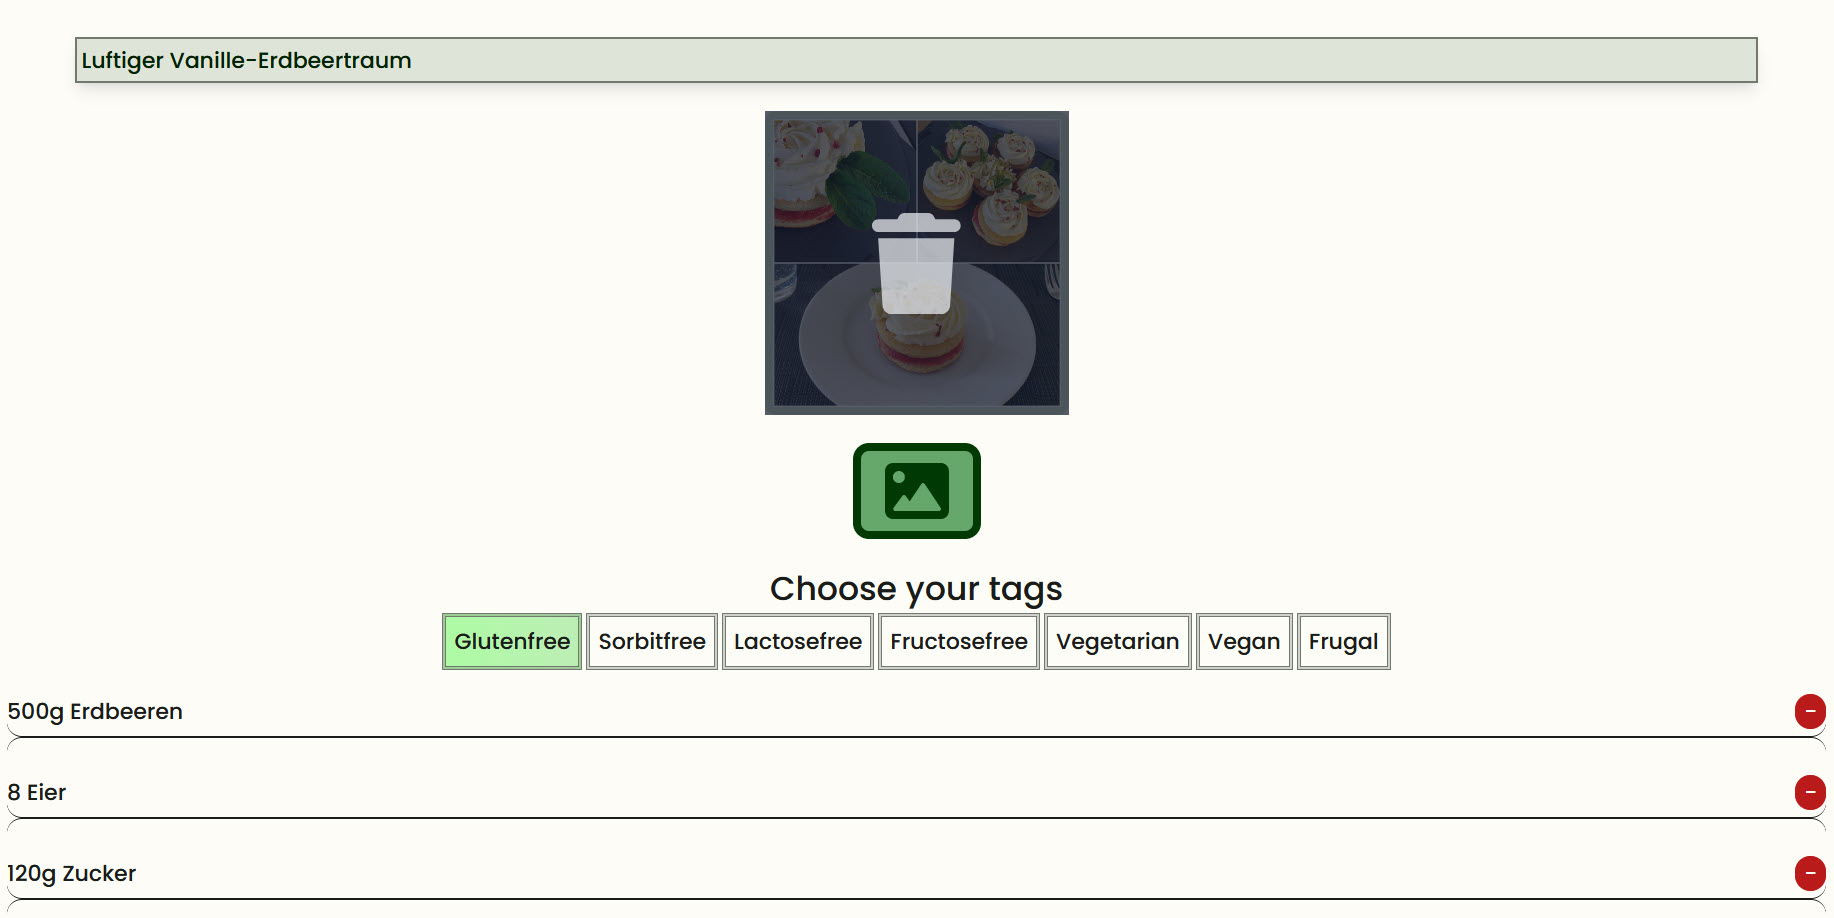 Luftiger Vanille-Erdbeertraum
Choose your tags
Glutenfree Sorbitfree Lactosefree Fructosefree Vegetarian Vegan Frugal
500g Erdbeeren -
8 Eier -
120g Zucker -